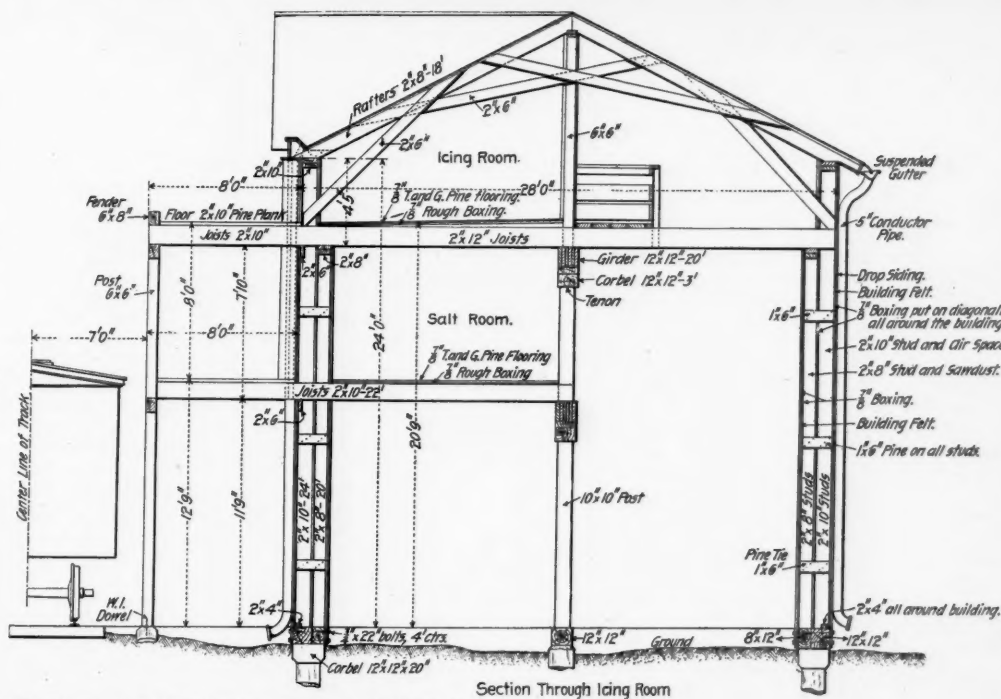 Rafters 2"x8"-18'
2"x6"
6"x6"
2"x6"
Icing Room.
Suspended
Gutter
2"x10"
8'0"
4'5"
28'0"
Fender
6"x8"
Floor 2"x10" Pine Plank
7/8 T. and G. Pine flooring.
7/8" Rough Boxing.
5" Conductor
Pipe.
Joists 2"x10"
2"x12" Joists
2"x6"
2"x8"
Girder 12"x12"-20'
Corbel 12"x12"-3'
Tenon
Drop Siding.
Building Felt.
Post,
6"x6"
8'0"
7'10"
7/8" Boxing put on diagonall
all around the building
7'0"
8'0"
24'0"
Salt Room.
1"x6"
2"x10" Stud and Air Space
2"x8" Stud and Sawdust.
7/8" T. and G. Pine Flooring
7/8" Rough Boxing
Joists 2"x10"-22'
7/8" Boxing.
2"x6"
20'9"
Building Felt.
1"x6" Pine on all studs.
Center Line of Track
12'9"
11'9"
2"x10"-24'
2"x8"-20'
10"x10" Post
2"x8" Studs
2"x10" Studs
Pine Tie
1"x6"
W.I.
Dowel
2"x4"
2"x4" all around building.
x22" bolts, 4' ctrs.
12"x12"
Ground
8"x12"
12"x12"
Corbel 12"x12"x20"
Section Through Icing Room